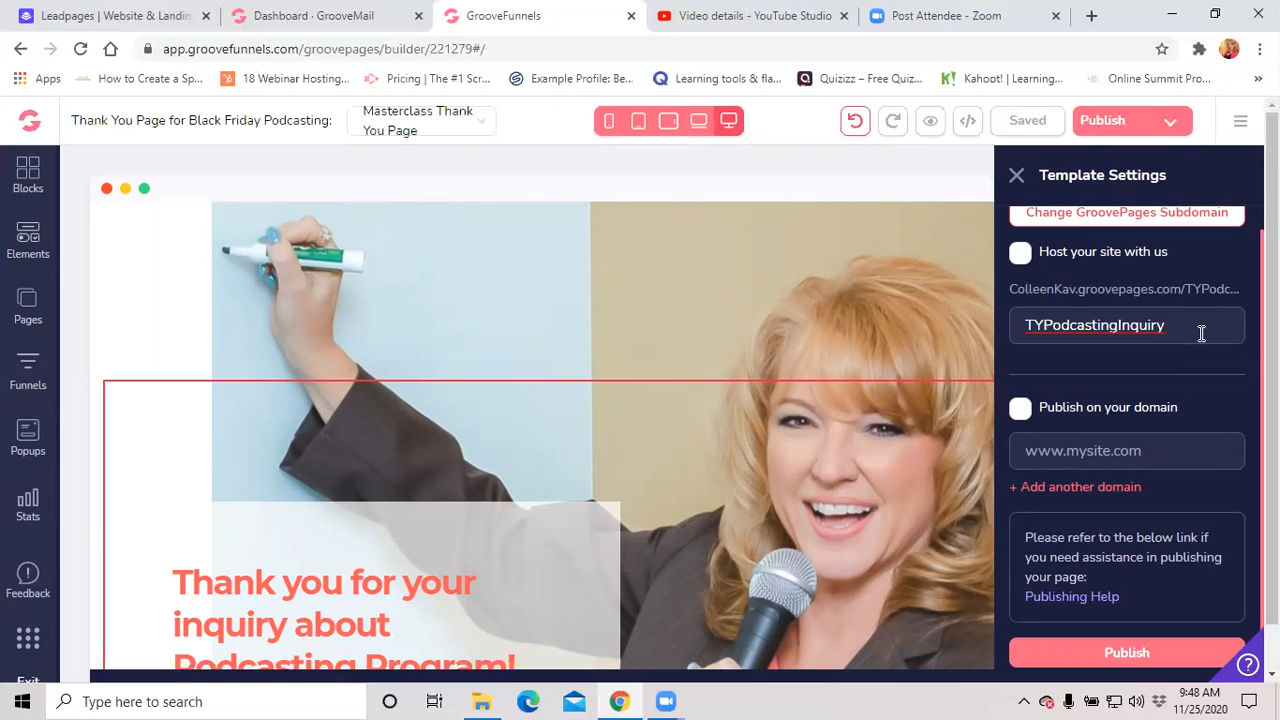 Leadpages | Website & Landin
Dashboard · GrooveMail
GrooveFunnels
Video details - YouTube Studio
Post Attendee - Zoom
app.groovefunnels.com/groovepages/builder/221279#/
Apps
How to Create a Sp...
18 Webinar Hosting...
Pricing | The #1 Scr...
Example Profile: Be...
Learning tools & fla...
Quizizz – Free Quiz...
Kahoot! | Learning...
Online Summit Pro...
»
Thank You Page for Black Friday Podcasting:
Masterclass Thank
You Page
Saved
Publish
Blocks
Elements
Pages
Funnels
Popups
Stats
Feedback
Exit
Thank you for your
inquiry about
Podcasting Program!
Template Settings
Change GroovePages Subdomain
Host your site with us
ColleenKav.groovepages.com/TYPodc...
TYPodcastingInquiry
Publish on your domain
www.mysite.com
+ Add another domain
Please refer to the below link if
you need assistance in publishing
your page:
Publishing Help
Publish
Type here to search
9:48 AM
11/25/2020